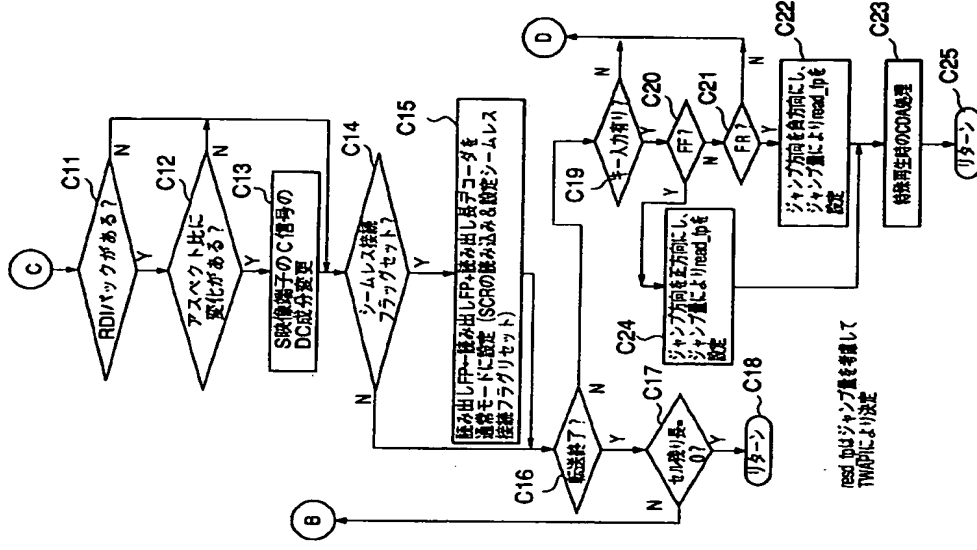 C
C11
RDIパックがある?
Y
N
C12
アスペクト比に
変化がある?
Y
N
C13
S映像端子のC信号の
DC成分変更
C14
シームレス接続
フラッグセット?
N
Y
C15
読み出しFP←読み出しFP+読み出し長デコーダを
通常モードに設定(SCRの読み込み&設定シームレス
接続フラグリセット)
C16
転送終了?
N
Y
C17
セル残り長=
0?
N
Y
B
C18
リターン
C19
キー入力有り?
N
Y
D
C20
FF?
Y
N
C21
FR?
N
Y
C22
ジャンプ方向を負方向にし、
ジャンプ量によりread_fpを
設定
C24
ジャンプ方向を正方向にし、
ジャンプ量によりread_fpを
設定
C23
特殊再生時のCDA処理
C25
リターン
read fpはジャンプ量を考慮して
TWAPIにより決定